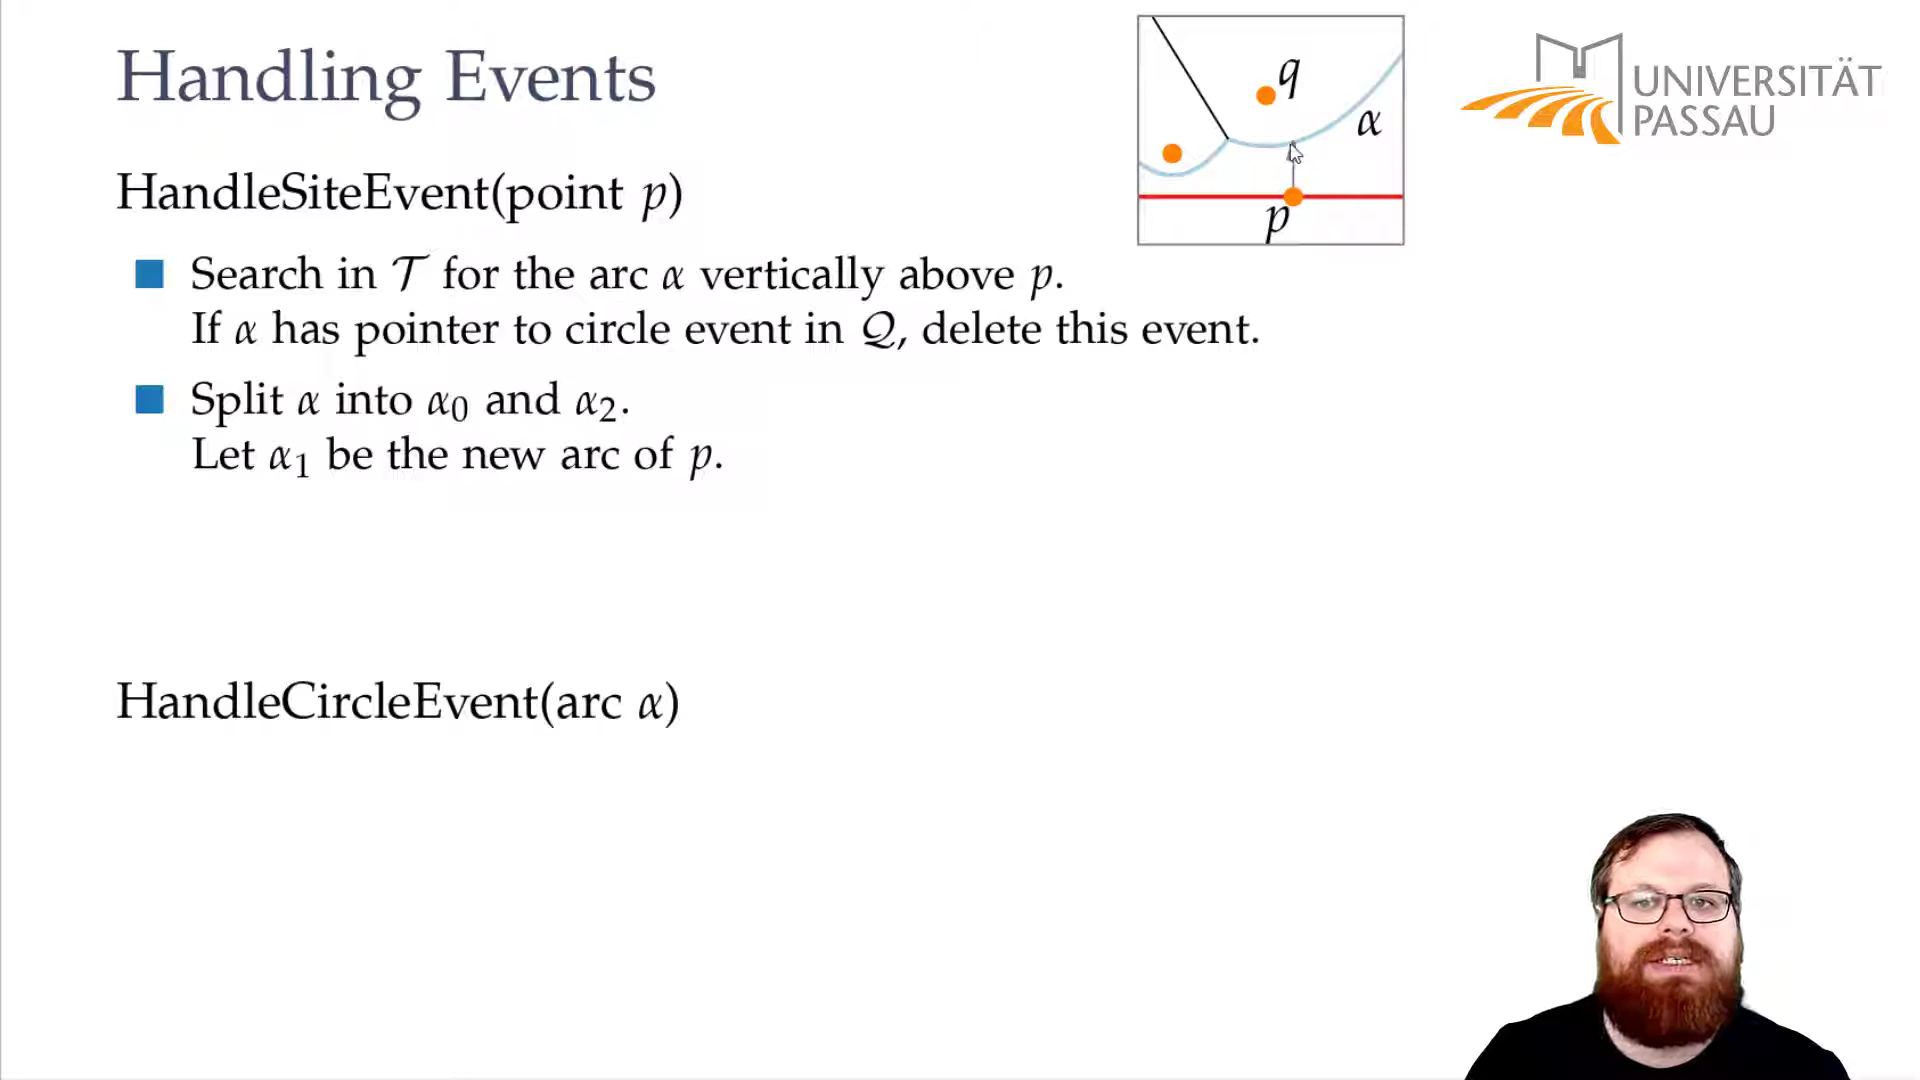 Handling Events
q
α
p
UNIVERSITÄT
PASSAU
HandleSiteEvent(point p)
Search in 𝒯 for the arc α vertically above p.
If α has pointer to circle event in 𝒬, delete this event.
Split α into α₀ and α₂.
Let α₁ be the new arc of p.
HandleCircleEvent(arc α)